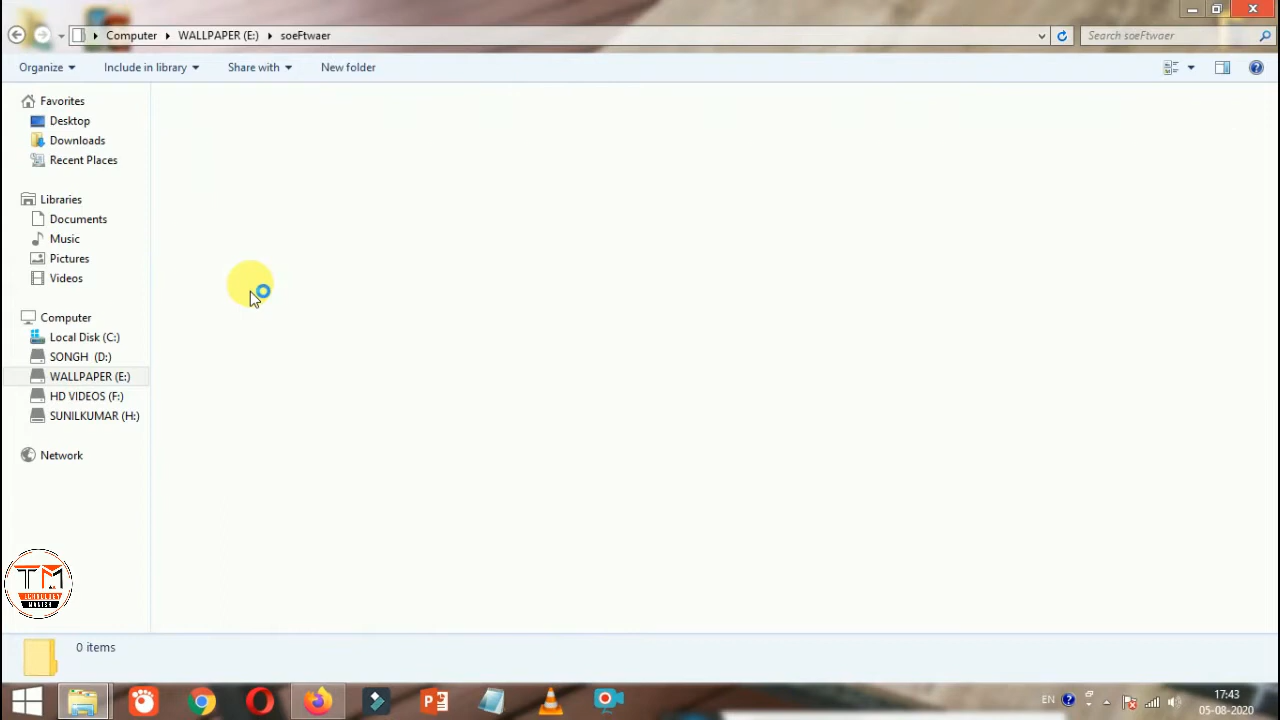 Computer WALLPAPER (E:) soeFtwaer Search soeFtwaer
Organize Include in library Share with New folder
Favorites
Desktop
Downloads
Recent Places
Libraries
Documents
Music
Pictures
Videos
Computer
Local Disk (C:)
SONGH (D:)
WALLPAPER (E:)
HD VIDEOS (F:)
SUNILKUMAR (H:)
Network
TM
0 items
EN 17:43
05-08-2020